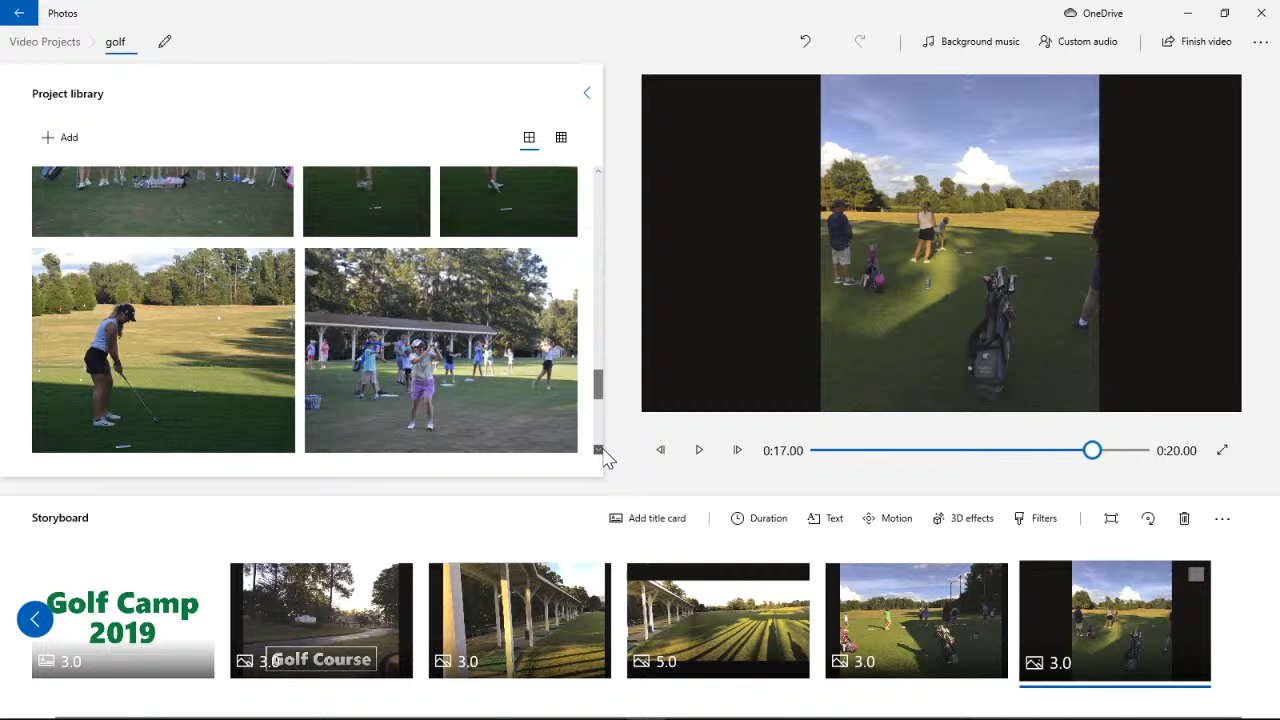 Photos
OneDrive
Video Projects
golf
Background music
Custom audio
Finish video
Project library
Add
0:17.00
0:20.00
Storyboard
Add title card
Duration
Text
Motion
3D effects
Filters
Golf Camp
2019
3.0
3.0
Golf Course
3.0
5.0
3.0
3.0